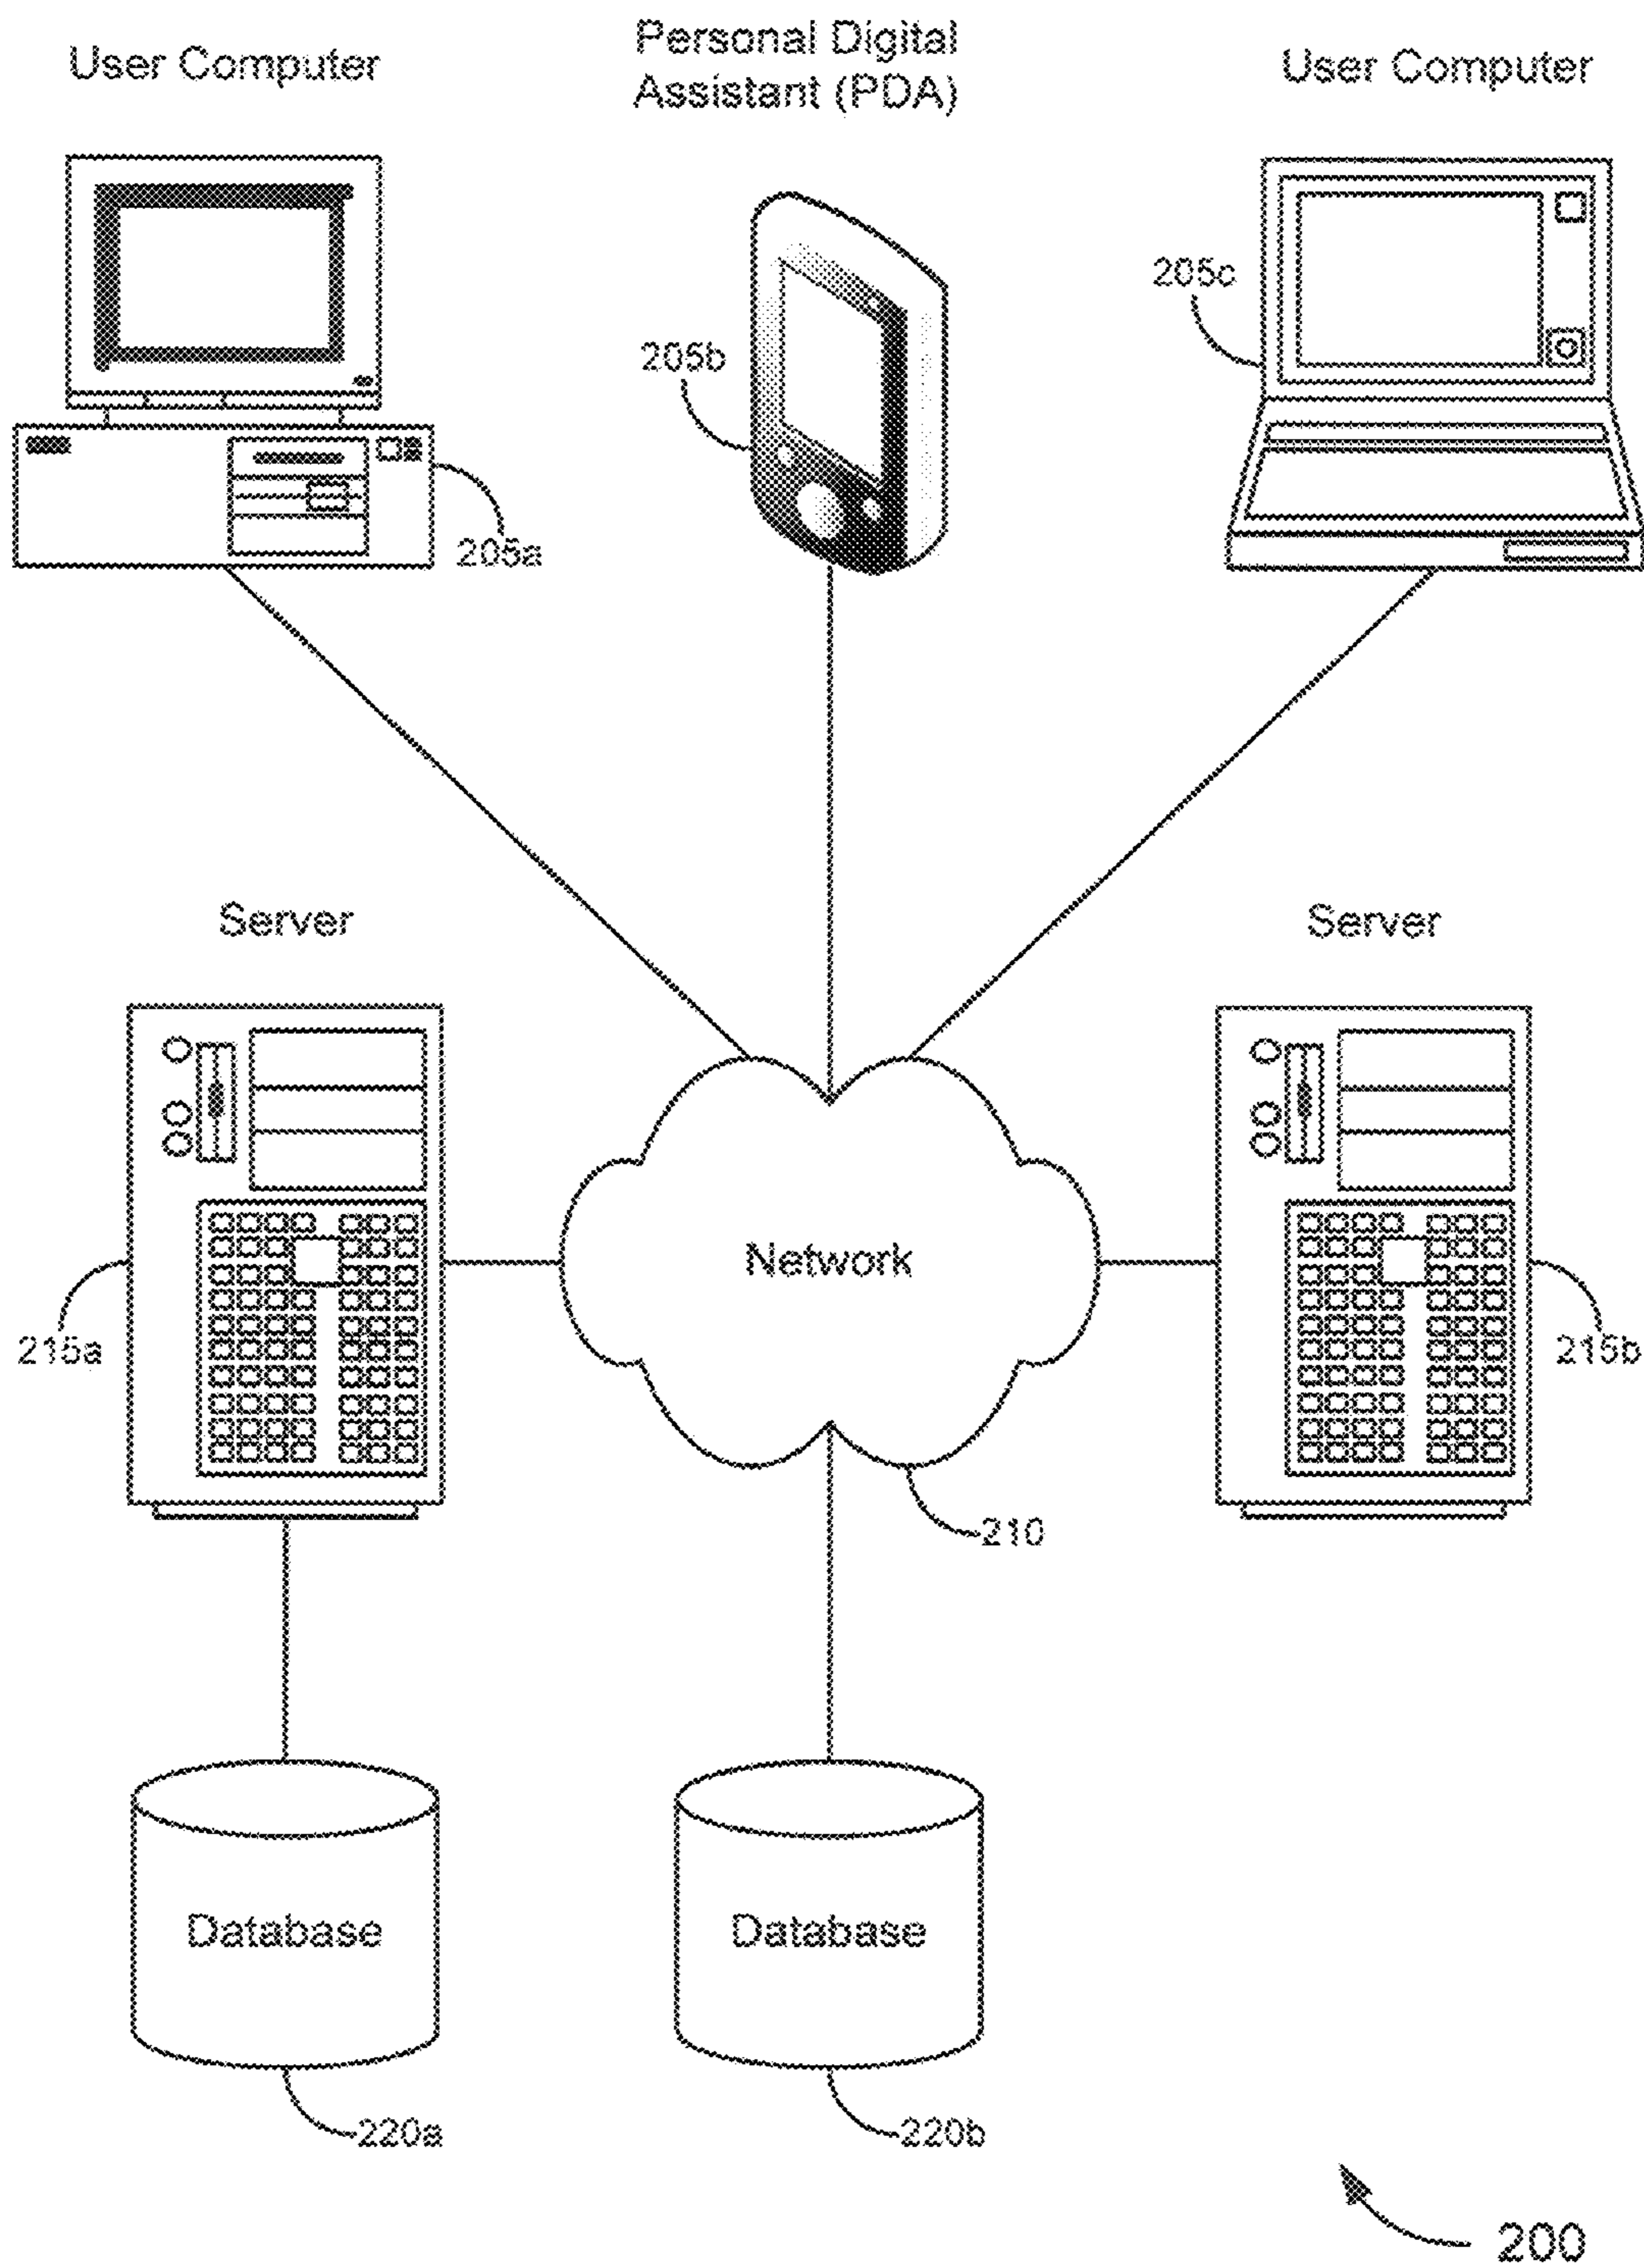 User Computer
Personal Digital
Assistant (PDA)
User Computer
205a
205b
205c
Server
Server
215a
Network
215b
210
Database
Database
220a
220b
200